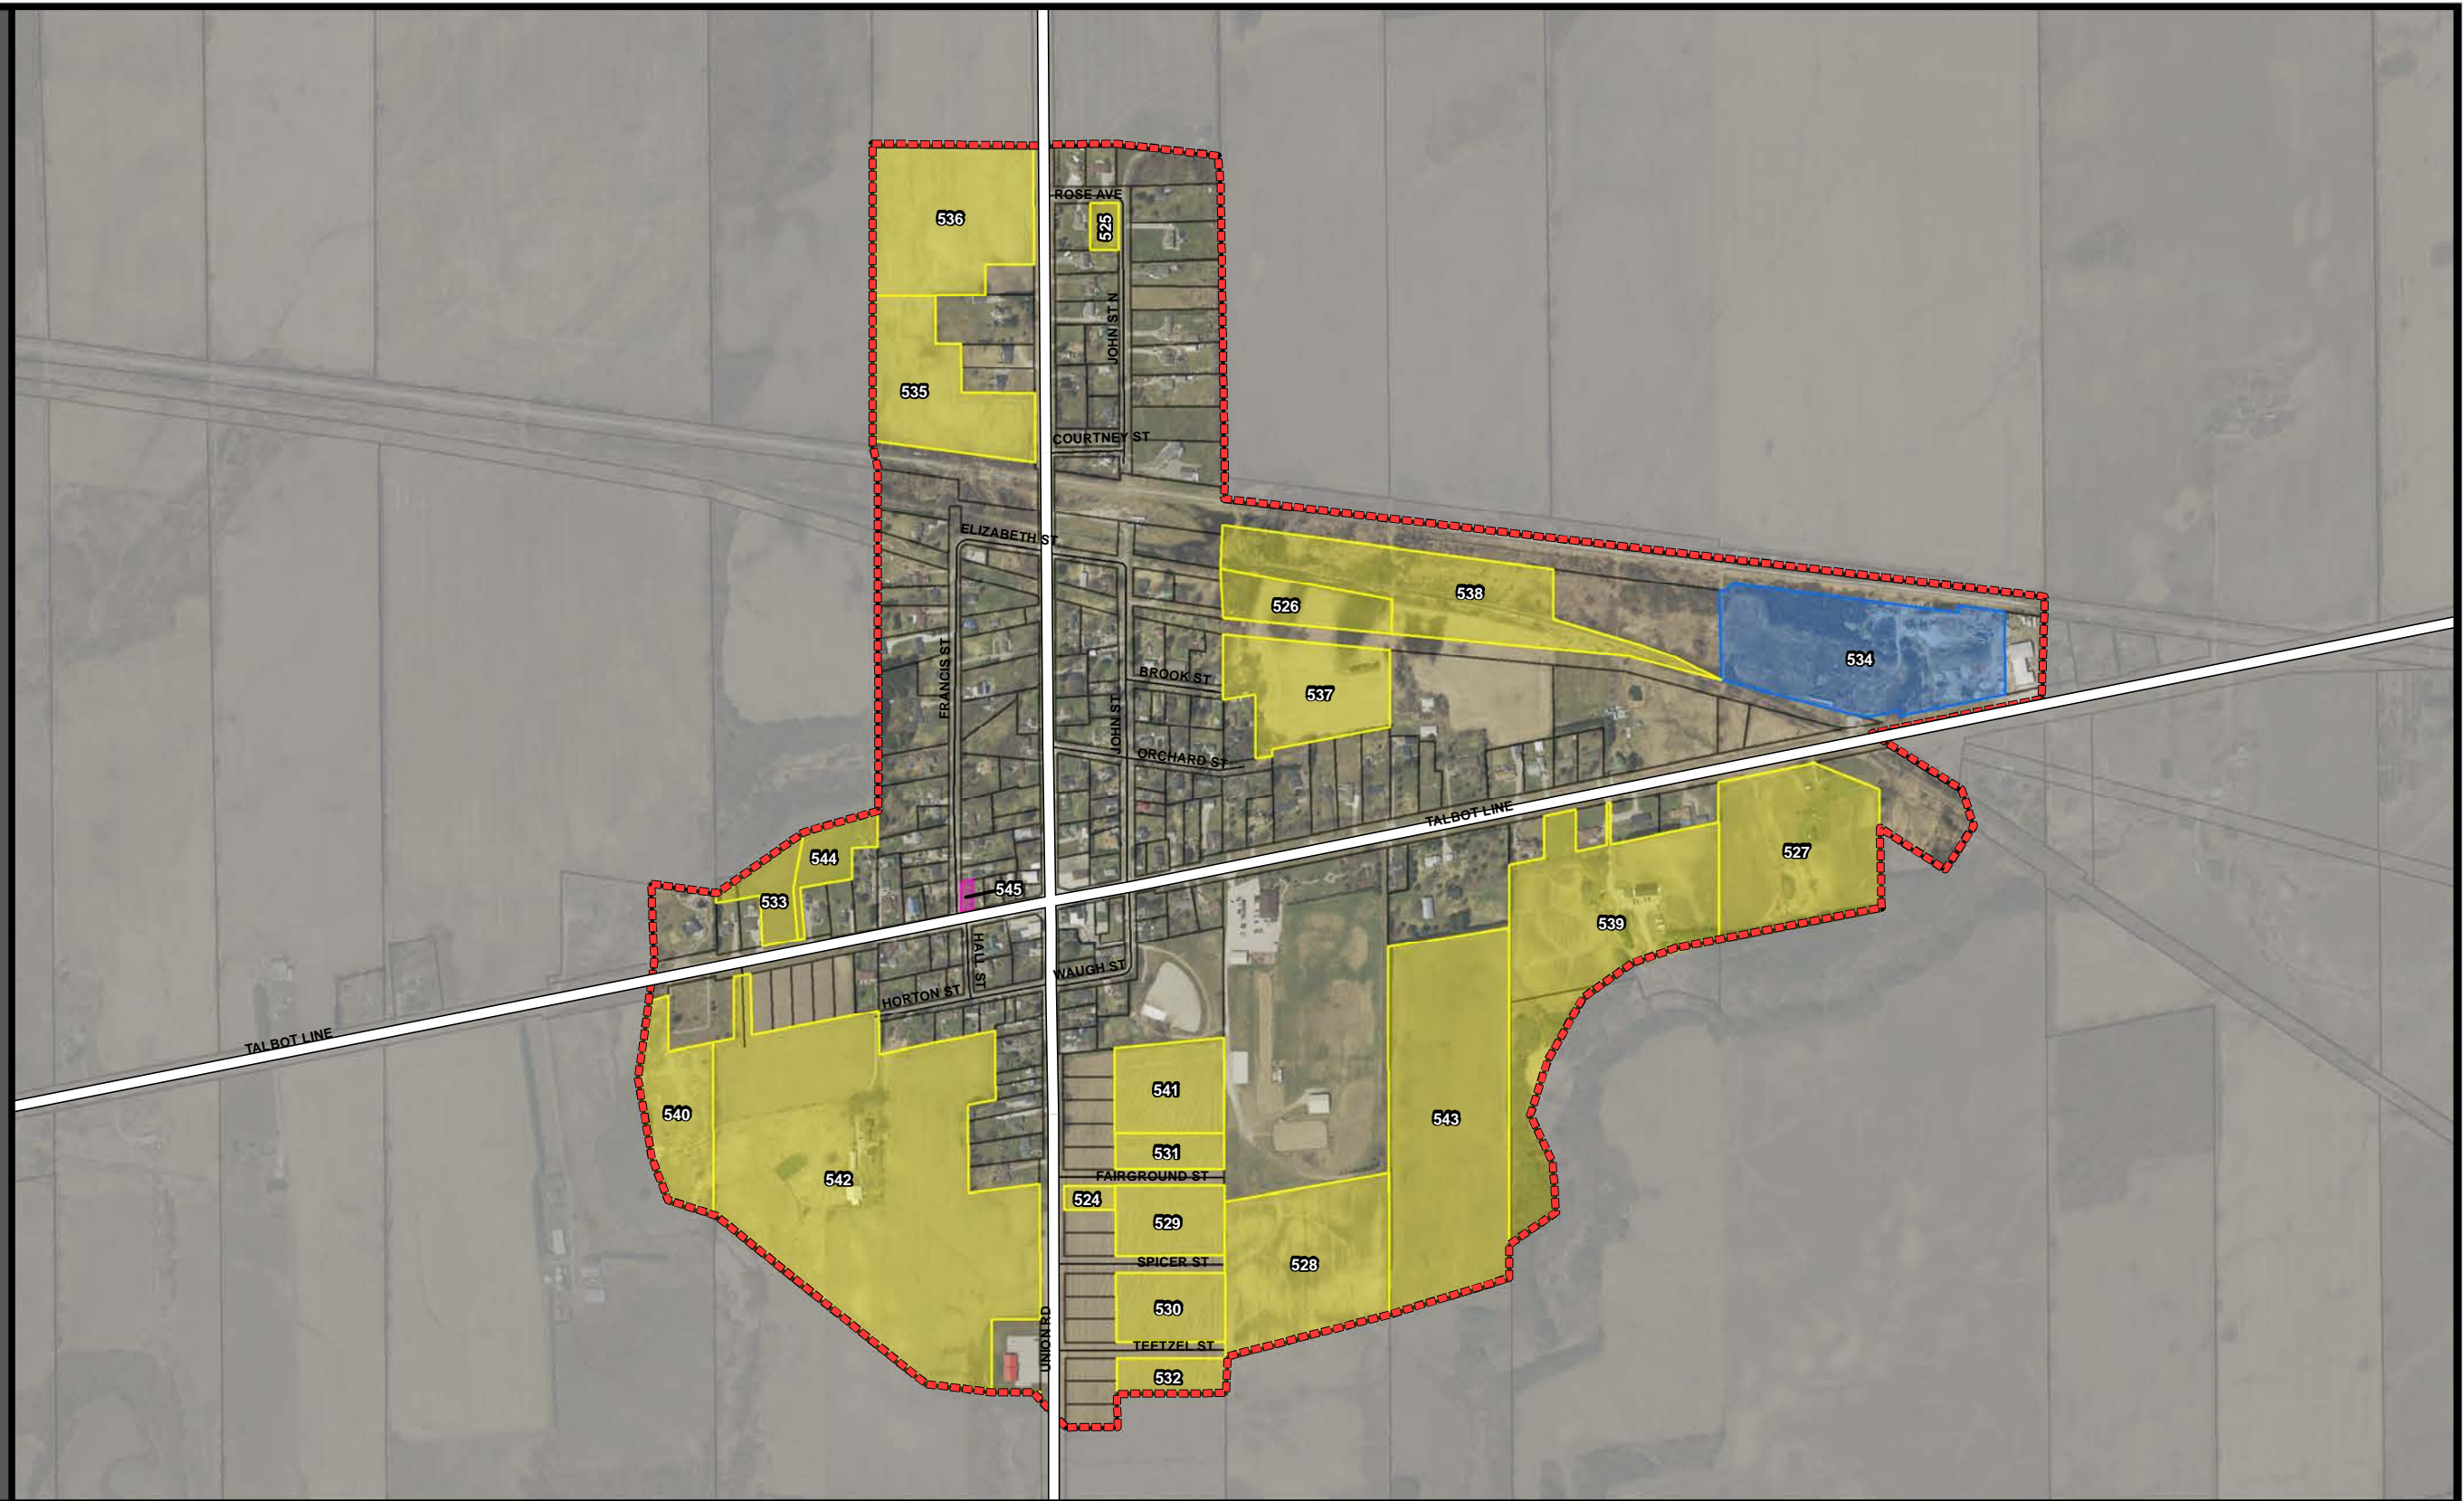 ROSE AVE
536
525
JOHN ST N
535
COURTNEY ST
ELIZABETH ST
538
526
534
FRANCIS ST
BROOK ST
537
JOHN ST
ORCHARD ST
TALBOT LINE
527
544
545
533
539
HALL ST
WAUGH ST
HORTON ST
TALBOT LINE
541
540
543
531
FAIRGROUND ST
542
524
529
SPICER ST
528
530
UNION RD
TEETZEL ST
532